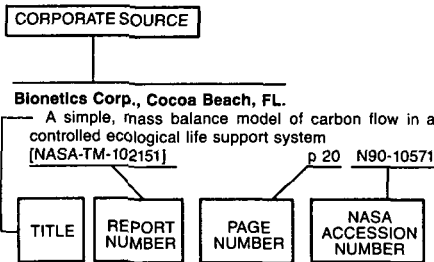 CORPORATE SOURCE
Bionetics Corp., Cocoa Beach, FL.
A simple, mass balance model of carbon flow in a
controlled ecological life support system
[NASA-TM-102151] p 20 N90-10571
TITLE
REPORT
NUMBER
PAGE
NUMBER
NASA
ACCESSION
NUMBER